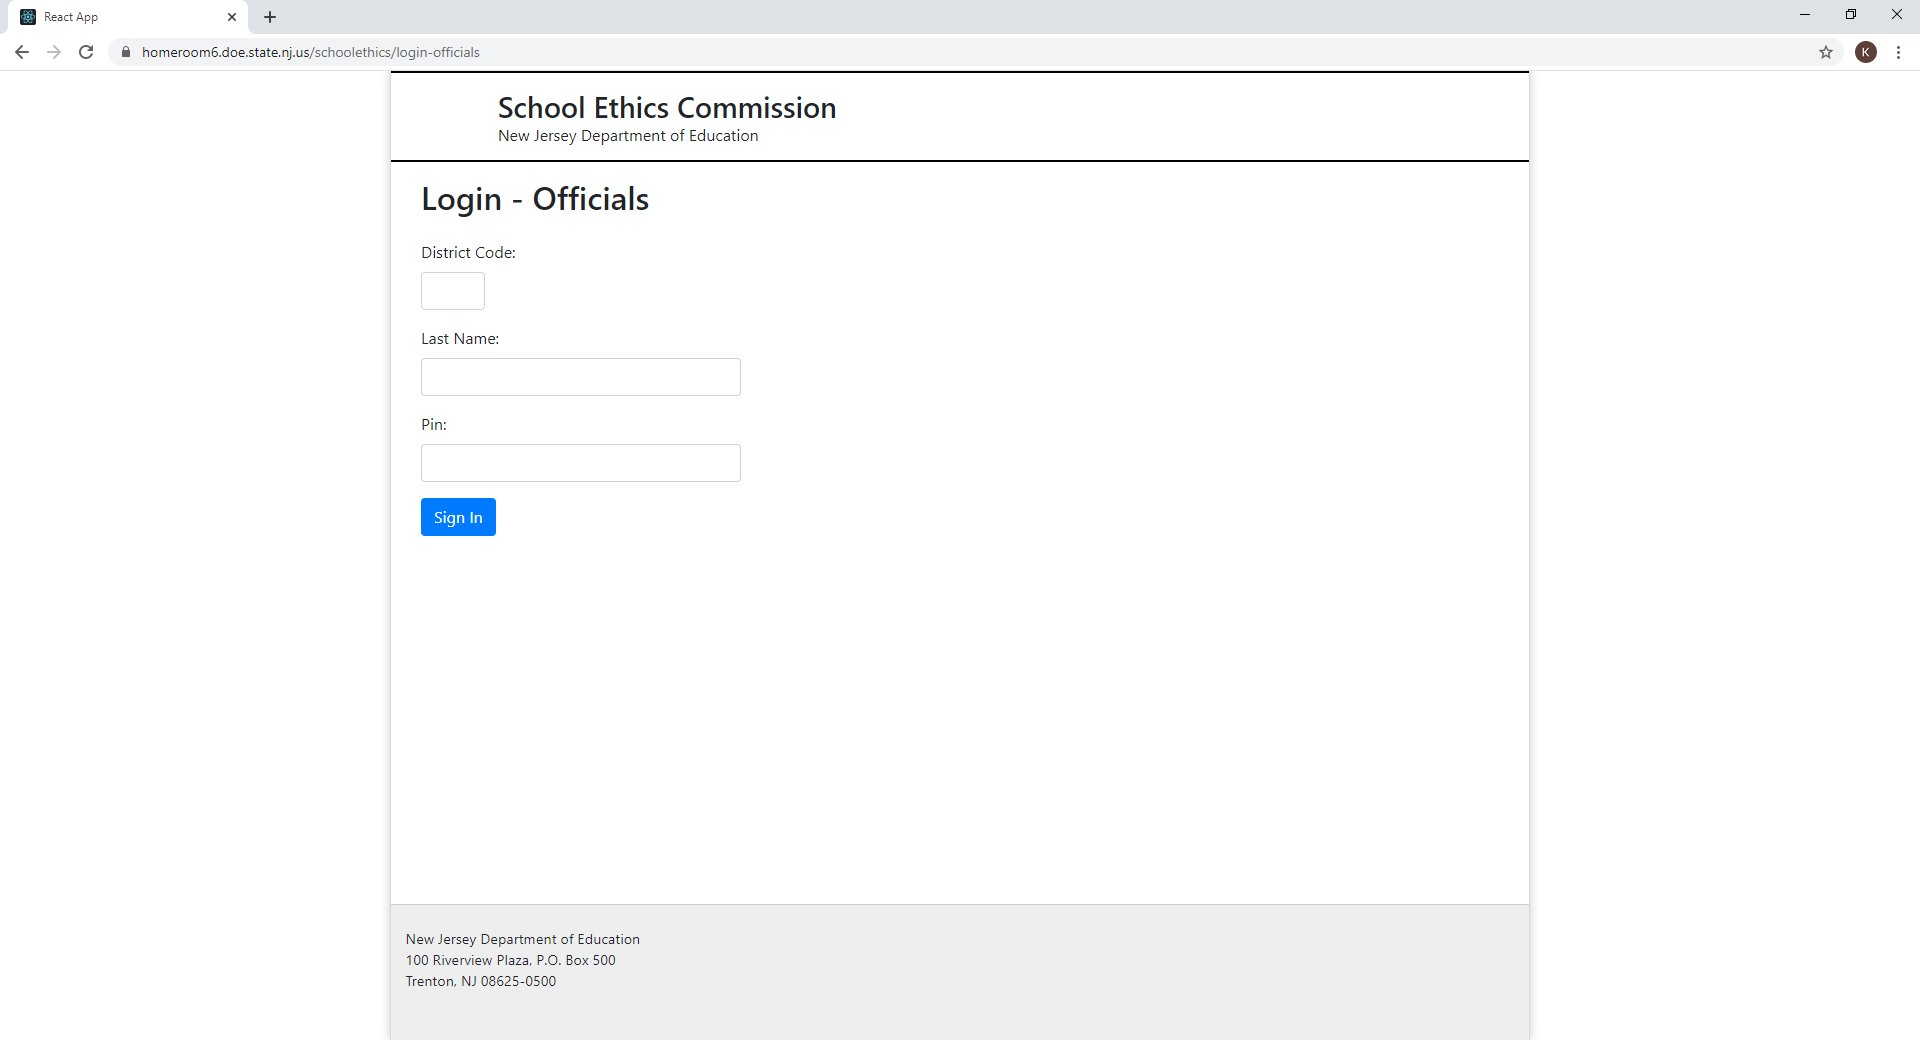 React App
homeroom6.doe.state.nj.us/schoolethics/login-officials
K
School Ethics Commission
New Jersey Department of Education
Login - Officials
District Code:
Last Name:
Pin:
Sign In
New Jersey Department of Education
100 Riverview Plaza, P.O. Box 500
Trenton, NJ 08625-0500